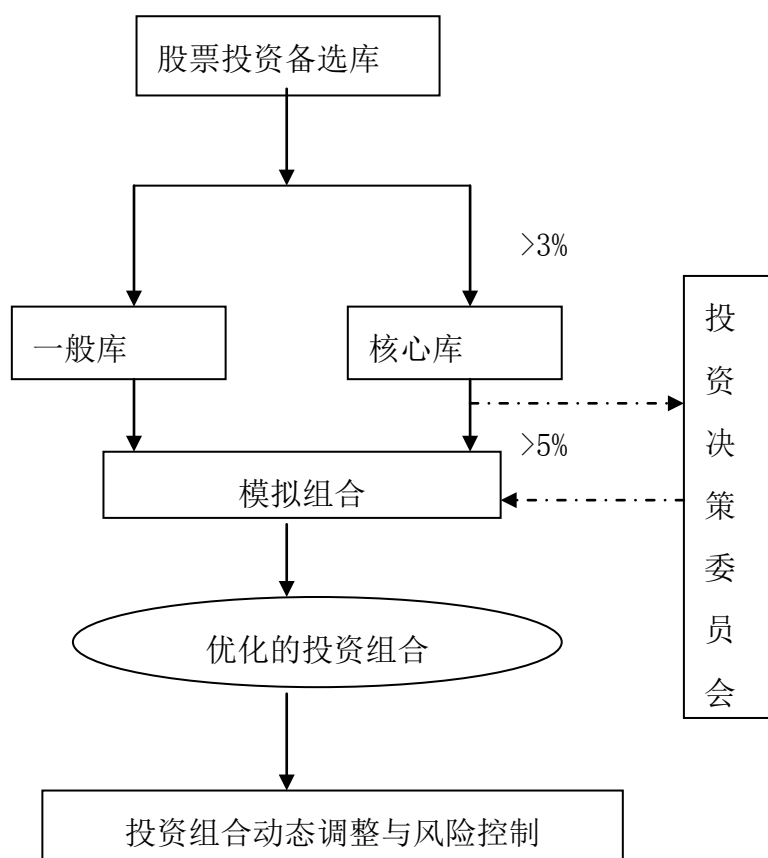 股票投资备选库
>3%
一般库
核心库
>5%
模拟组合
优化的投资组合
投资组合动态调整与风险控制
投
资
决
策
委
员
会